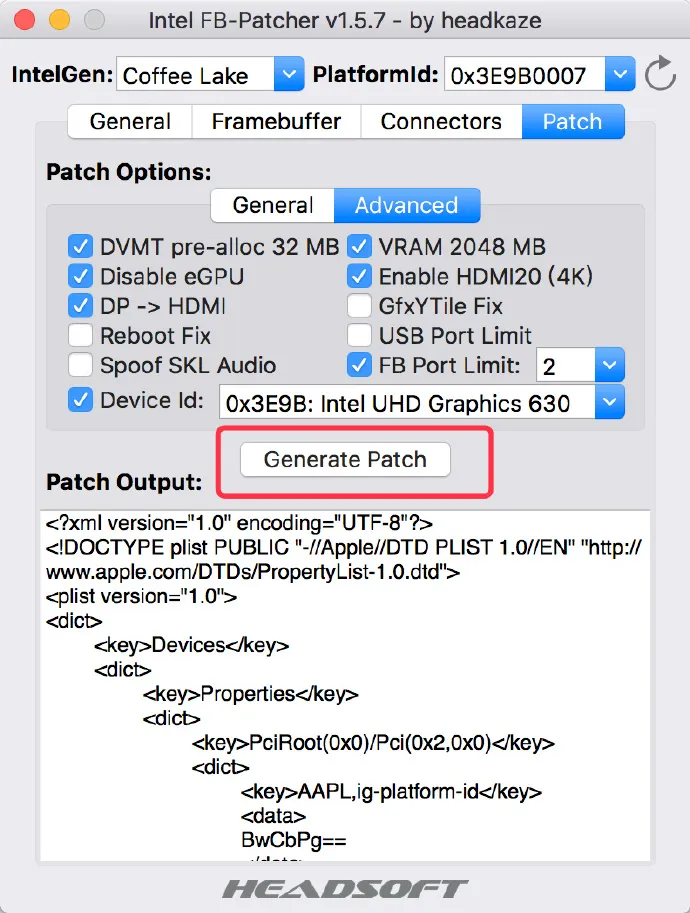 Intel FB-Patcher v1.5.7 - by headkaze
IntelGen: Coffee Lake PlatformId: 0x3E9B0007
General Framebuffer Connectors Patch
Patch Options:
General Advanced
DVMT pre-alloc 32 MB VRAM 2048 MB
Disable eGPU Enable HDMI20 (4K)
DP -> HDMI GfxYTile Fix
Reboot Fix USB Port Limit
Spoof SKL Audio FB Port Limit: 2
Device Id: 0x3E9B: Intel UHD Graphics 630
Generate Patch
Patch Output:
<?xml version="1.0" encoding="UTF-8"?>
<!DOCTYPE plist PUBLIC "-//Apple//DTD PLIST 1.0//EN" "http://
www.apple.com/DTDs/PropertyList-1.0.dtd">
<plist version="1.0">
<dict>
<key>Devices</key>
<dict>
<key>Properties</key>
<dict>
<key>PciRoot(0x0)/Pci(0x2,0x0)</key>
<dict>
<key>AAPL,ig-platform-id</key>
<data>
BwCbPg==
</data>
HEADSOFT